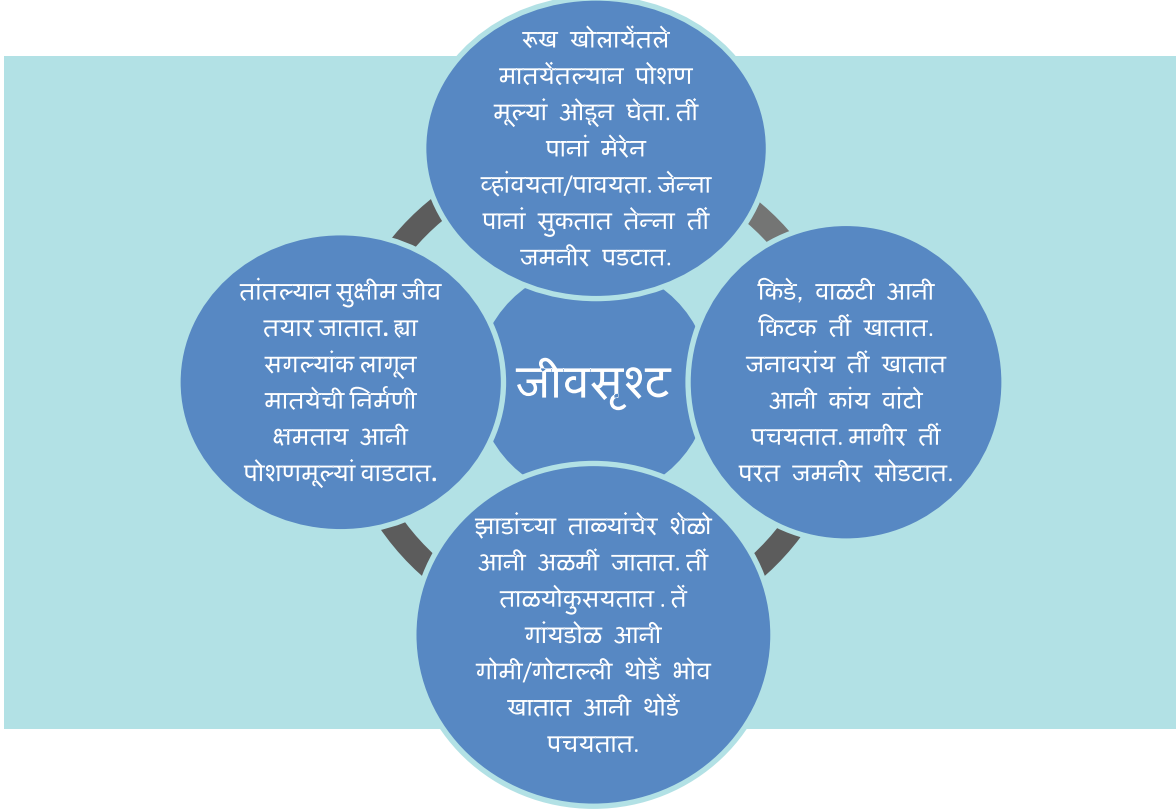 रूख खोलायेंतले
मातयेंतल्यान पोशण
मूल्यां ओडून घेता. तीं
पानां मेरेन
व्हांवयता/पावयता. जेन्ना
पानां सुकतात तेन्ना तीं
जमनीर पडटात.
किडे, वाळटी आनी
किटक तीं खातात.
जनावरांय तीं खातात
आनी कांय वांटो
पचयतात. मागीर तीं
परत जमनीर सोडटात.
झाडांच्या ताळ्यांचेर शेळो
आनी अळमीं जातात. तीं
ताळयोकुसयतात . तें
गांयडोळ आनी
गोमी/गोटाल्ली थोडें भोव
खातात आनी थोडें
पचयतात.
तांतल्यान सुक्षीम जीव
तयार जातात. ह्या
सगल्यांक लागून
मातयेची निर्मणी
क्षमताय आनी
पोशणमूल्यां वाडटात.
जीवसृश्ट